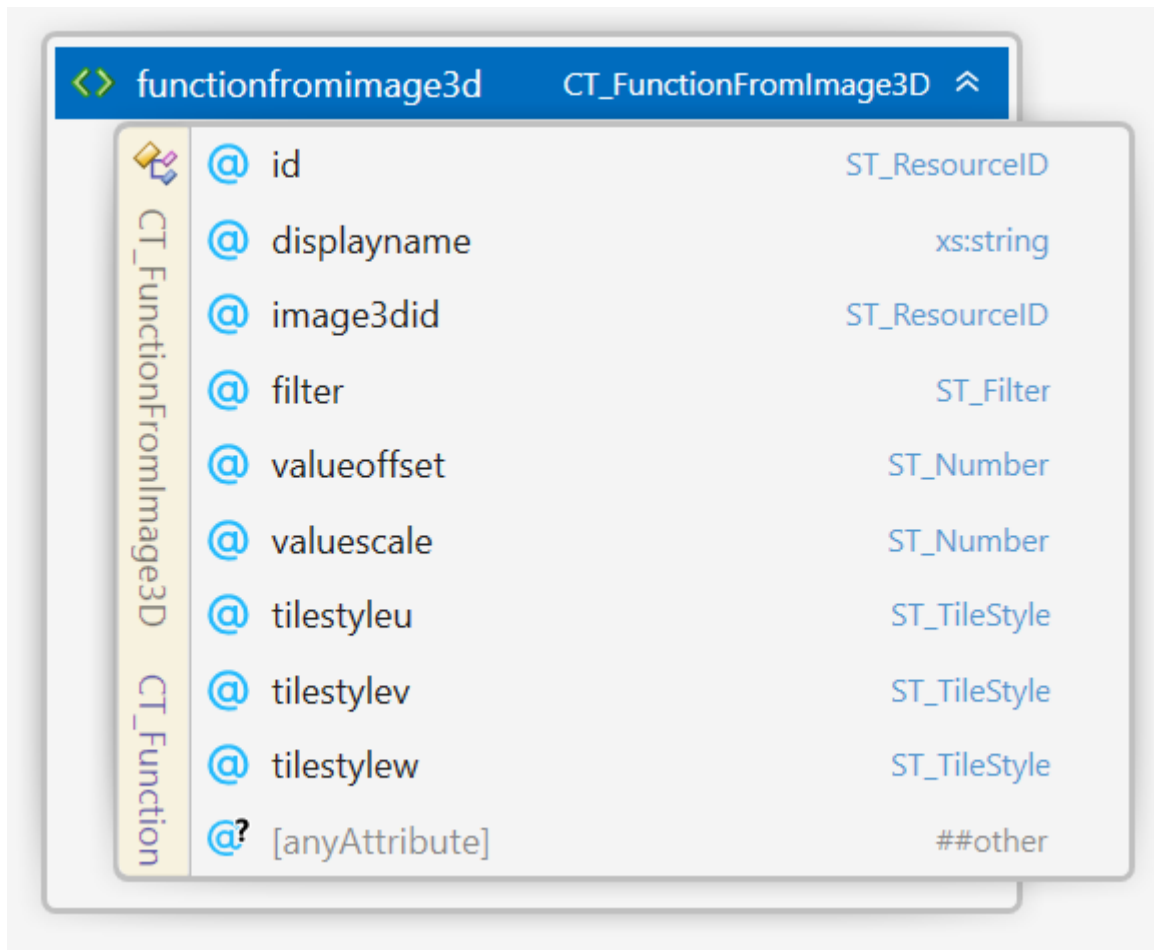 functionfromimage3d CT_FunctionFromImage3D
CT_FunctionFromImage3D CT_Function
@ id ST_ResourceID
@ displayname xs:string
@ image3did ST_ResourceID
@ filter ST_Filter
@ valueoffset ST_Number
@ valuescale ST_Number
@ tilestyleu ST_TileStyle
@ tilestylev ST_TileStyle
@ tilestylew ST_TileStyle
@? [anyAttribute] ##other